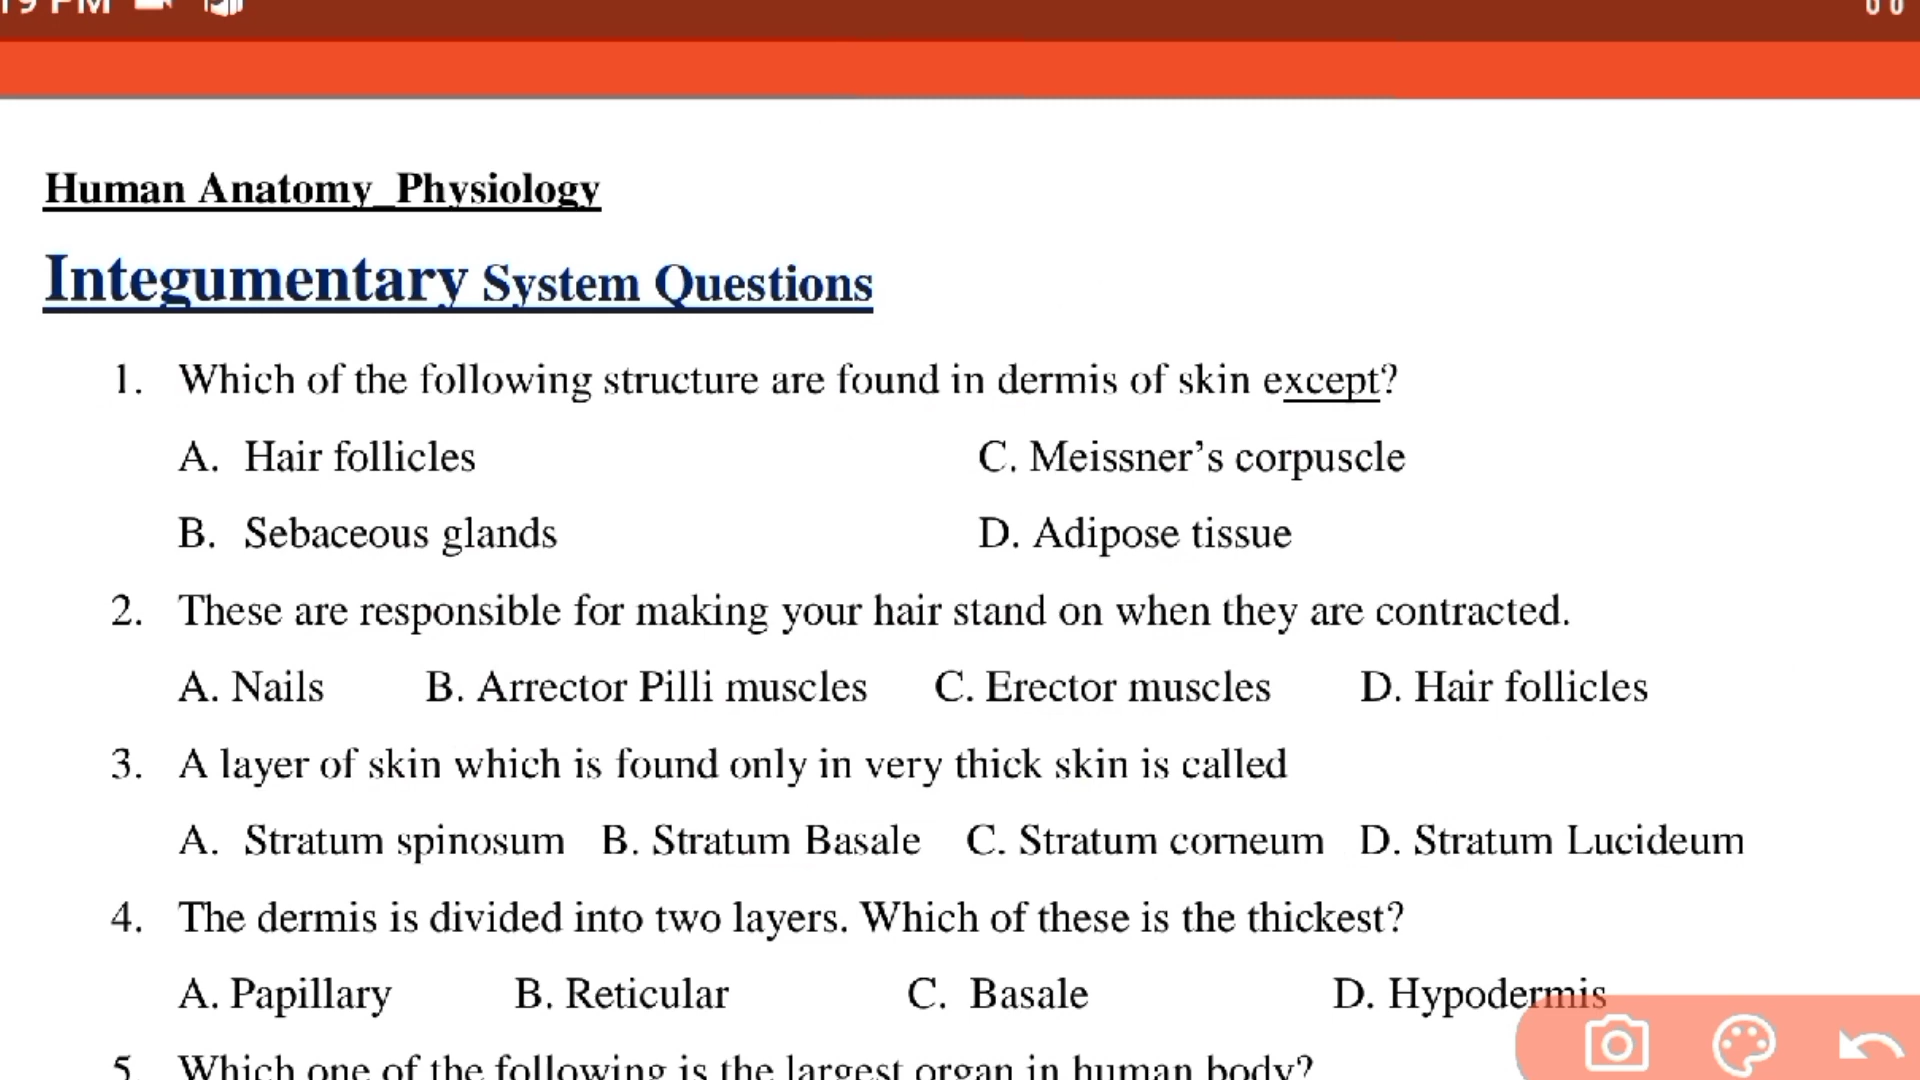 19 PM
Human Anatomy_Physiology
Integumentary System Questions
1. Which of the following structure are found in dermis of skin except?
A. Hair follicles C. Meissner’s corpuscle
B. Sebaceous glands D. Adipose tissue
2. These are responsible for making your hair stand on when they are contracted.
A. Nails B. Arrector Pilli muscles C. Erector muscles D. Hair follicles
3. A layer of skin which is found only in very thick skin is called
A. Stratum spinosum B. Stratum Basale C. Stratum corneum D. Stratum Lucideum
4. The dermis is divided into two layers. Which of these is the thickest?
A. Papillary B. Reticular C. Basale D. Hypodermis
5. Which one of the following is the largest organ in human body?